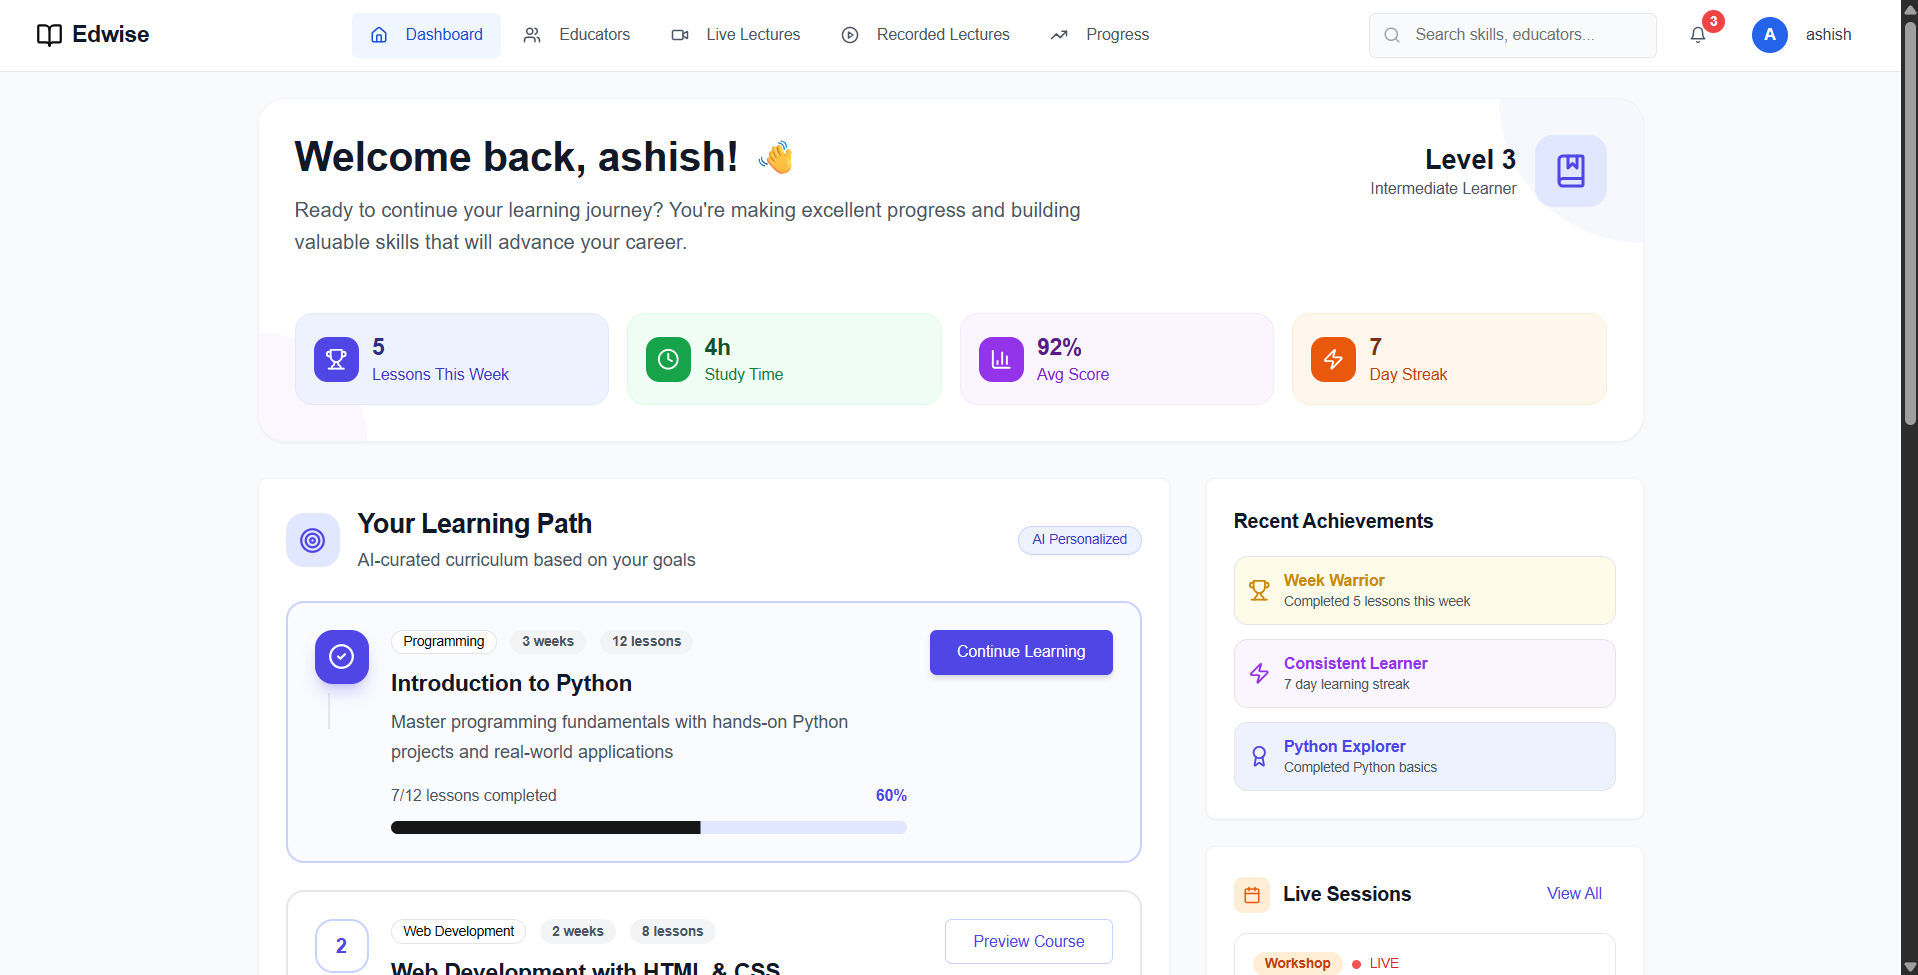 Edwise
Dashboard
Educators
Live Lectures
Recorded Lectures
Progress
Search skills, educators...
3
A
ashish
Welcome back, ashish! 👋
Ready to continue your learning journey? You're making excellent progress and building
valuable skills that will advance your career.
Level 3
Intermediate Learner
5
Lessons This Week
4h
Study Time
92%
Avg Score
7
Day Streak
Your Learning Path
AI-curated curriculum based on your goals
AI Personalized
Programming
3 weeks
12 lessons
Continue Learning
Introduction to Python
Master programming fundamentals with hands-on Python
projects and real-world applications
7/12 lessons completed
60%
2
Web Development
2 weeks
8 lessons
Preview Course
Web Development with HTML & CSS
Recent Achievements
Week Warrior
Completed 5 lessons this week
Consistent Learner
7 day learning streak
Python Explorer
Completed Python basics
Live Sessions
View All
Workshop
LIVE